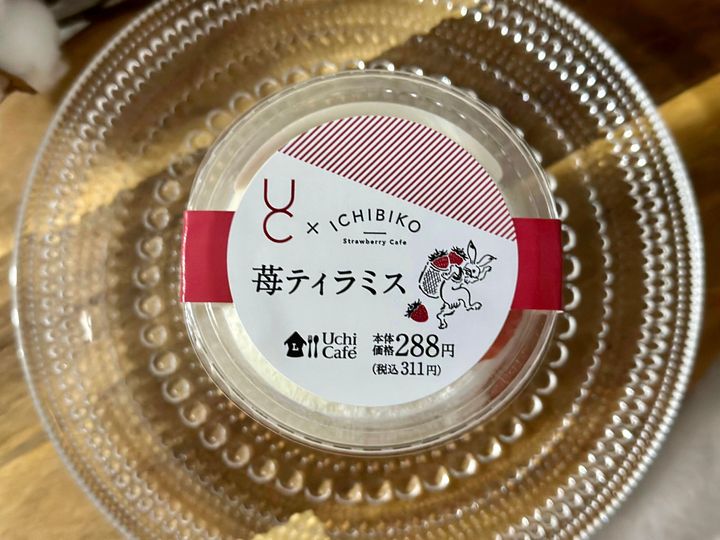 UC × ICHIBIKO
Strawberry Cafe
苺ティラミス
L Uchi Café
本体価格288円
(税込311円)